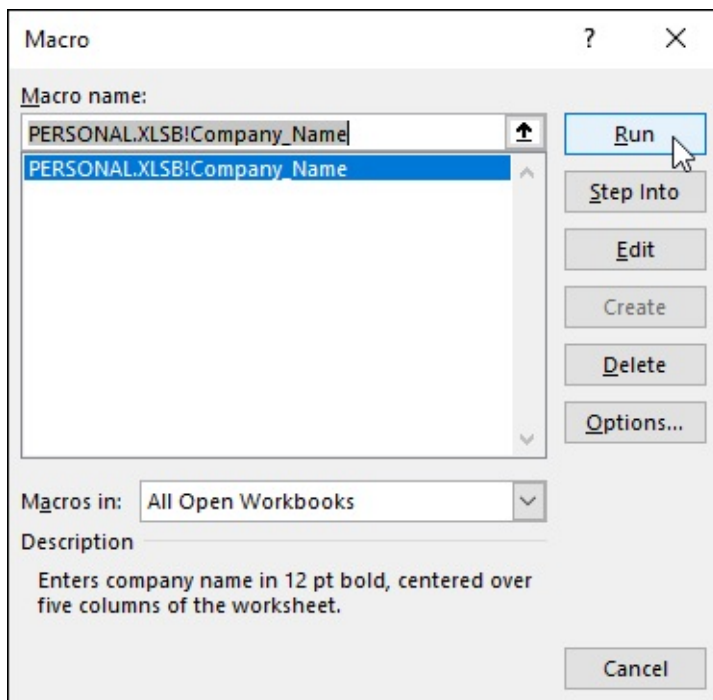 Macro
?
Macro name:
PERSONAL.XLSB!Company_Name
Run
PERSONAL.XLSB!Company_Name
Step Into
Edit
Create
Delete
Options...
Macros in: All Open Workbooks
Description
Enters company name in 12 pt bold, centered over
five columns of the worksheet.
Cancel